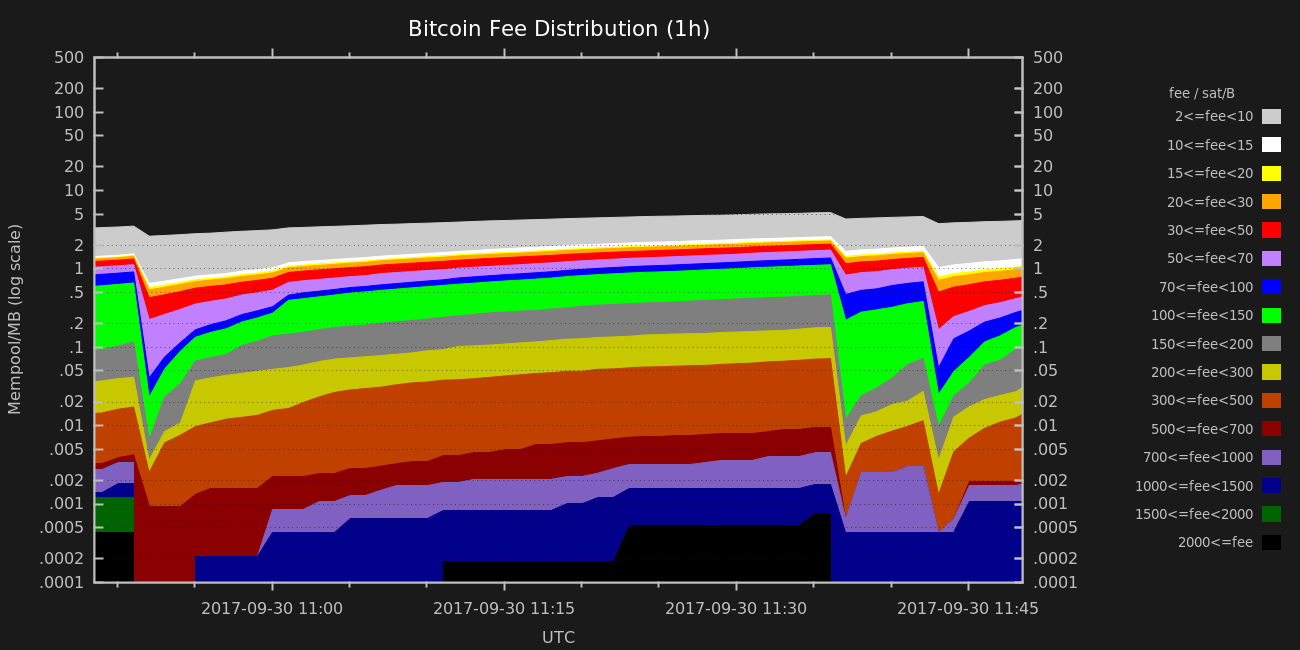 Bitcoin Fee Distribution (1h)
500 500
200 200
100 100
50 50
20 20
10 10
5 5
2 2
1 1
.5 .5
.2 .2
.1 .1
.05 .05
.02 .02
.01 .01
.005 .005
.002 .002
.001 .001
.0005 .0005
.0002 .0002
.0001 .0001
Mempool/MB (log scale)
2017-09-30 11:00 2017-09-30 11:15 2017-09-30 11:30 2017-09-30 11:45
UTC
fee / sat/B
2<=fee<10
10<=fee<15
15<=fee<20
20<=fee<30
30<=fee<50
50<=fee<70
70<=fee<100
100<=fee<150
150<=fee<200
200<=fee<300
300<=fee<500
500<=fee<700
700<=fee<1000
1000<=fee<1500
1500<=fee<2000
2000<=fee